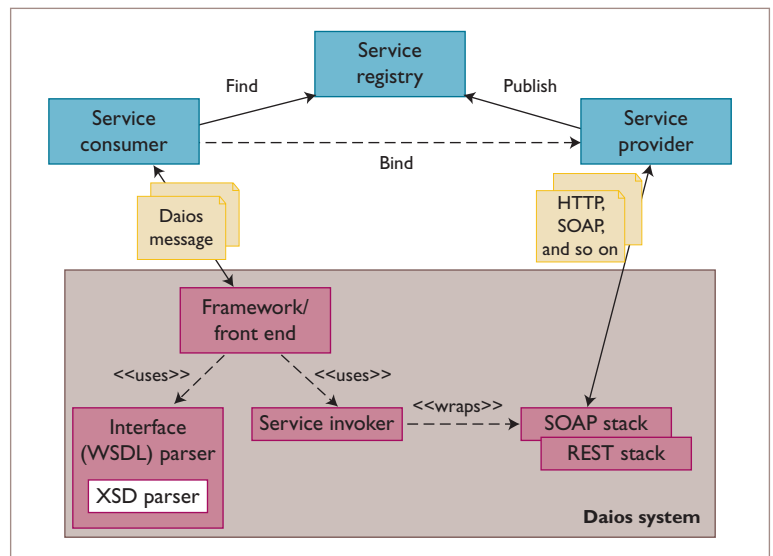 Service
registry
Find
Publish
Service
consumer
Service
provider
Bind
Daios
message
HTTP,
SOAP,
and so on
Framework/
front end
<<uses>>
<<uses>>
<<wraps>>
Interface
(WSDL) parser
XSD parser
Service invoker
SOAP stack
REST stack
Daios system